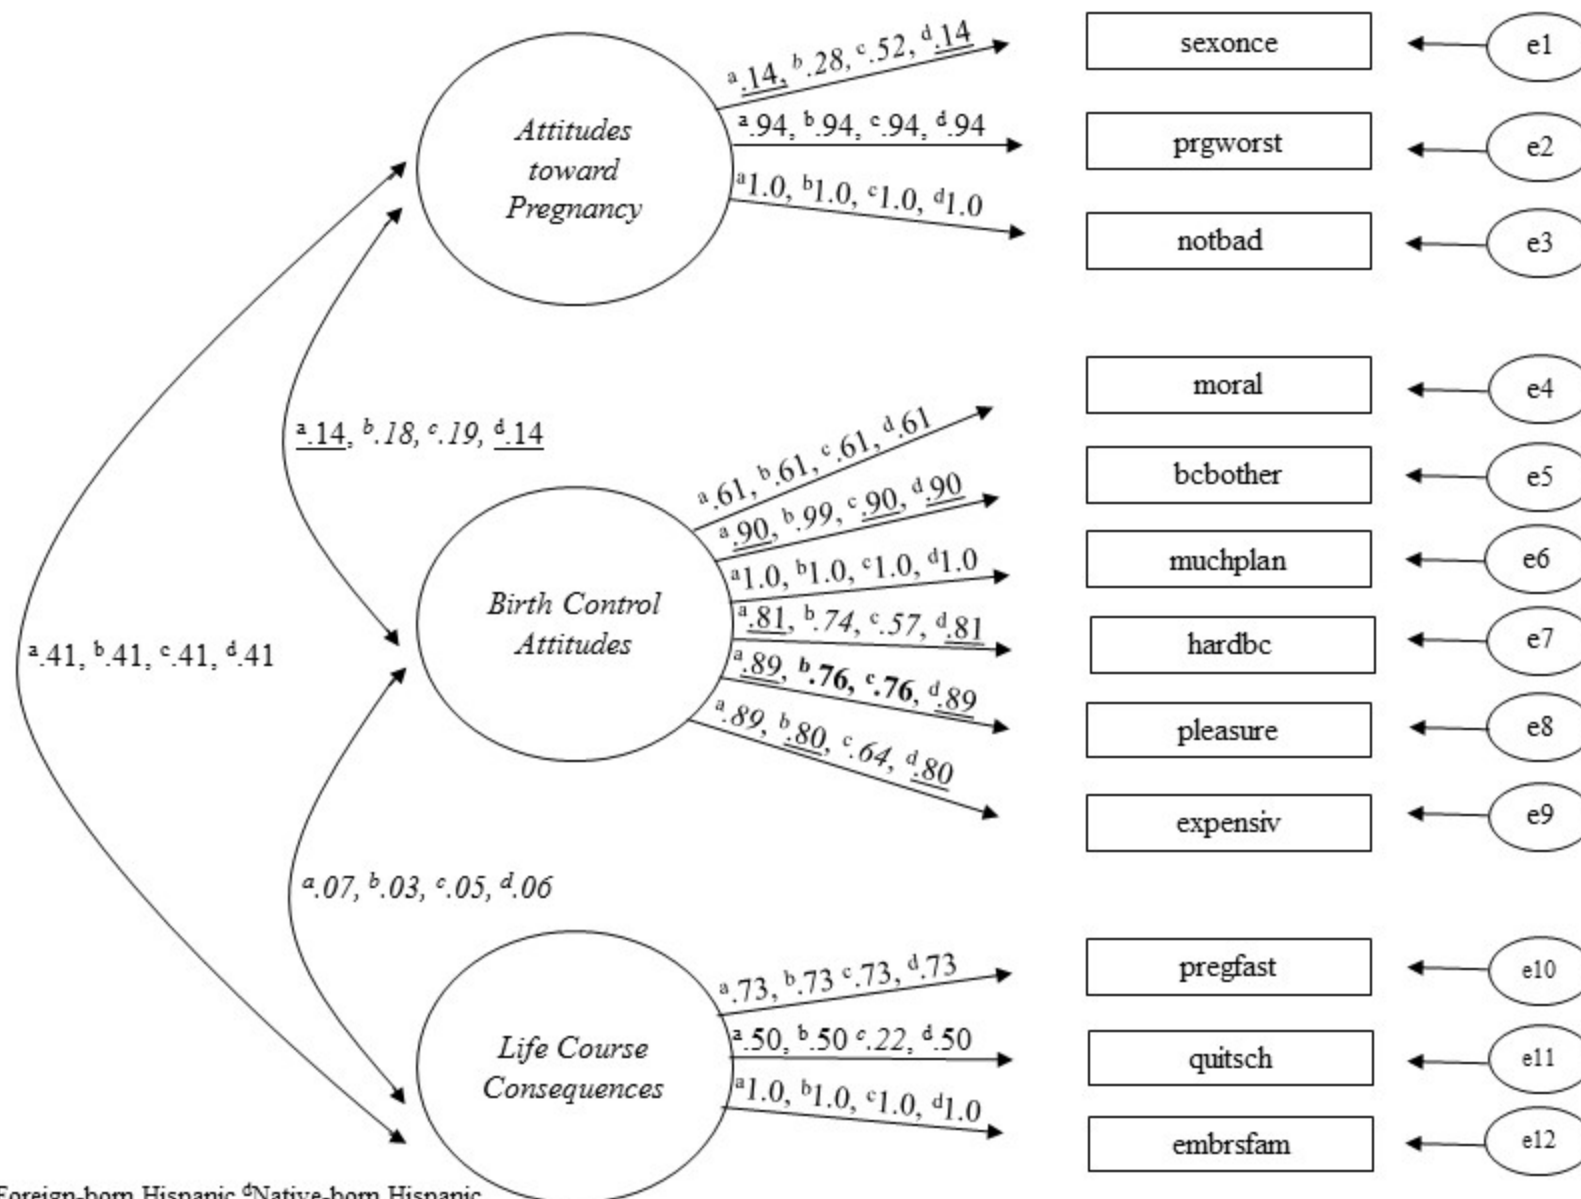 ᵃ.14, ᵇ.28, ᶜ.52, ᵈ.14
sexonce
e1
Attitudes
toward
Pregnancy
ᵃ.94, ᵇ.94, ᶜ.94, ᵈ.94
prgworst
e2
ᵃ1.0, ᵇ1.0, ᶜ1.0, ᵈ1.0
notbad
e3
ᵃ.14, ᵇ.18, ᶜ.19, ᵈ.14
ᵃ.41, ᵇ.41, ᶜ.41, ᵈ.41
Birth Control
Attitudes
ᵃ.61, ᵇ.61, ᶜ.61, ᵈ.61
moral
e4
ᵃ.90, ᵇ.99, ᶜ.90, ᵈ.90
bcbother
e5
ᵃ1.0, ᵇ1.0, ᶜ1.0, ᵈ1.0
muchplan
e6
ᵃ.81, ᵇ.74, ᶜ.57, ᵈ.81
hardbc
e7
ᵃ.89, ᵇ.76, ᶜ.76, ᵈ.89
pleasure
e8
ᵃ.89, ᵇ.80, ᶜ.64, ᵈ.80
expensiv
e9
ᵃ.07, ᵇ.03, ᶜ.05, ᵈ.06
Life Course
Consequences
ᵃ.73, ᵇ.73 ᶜ.73, ᵈ.73
pregfast
e10
ᵃ.50, ᵇ.50 ᶜ.22, ᵈ.50
quitsch
e11
ᵃ1.0, ᵇ1.0, ᶜ1.0, ᵈ1.0
embrsfam
e12
Foreign-born Hispanic ᵈNative-born Hispanic